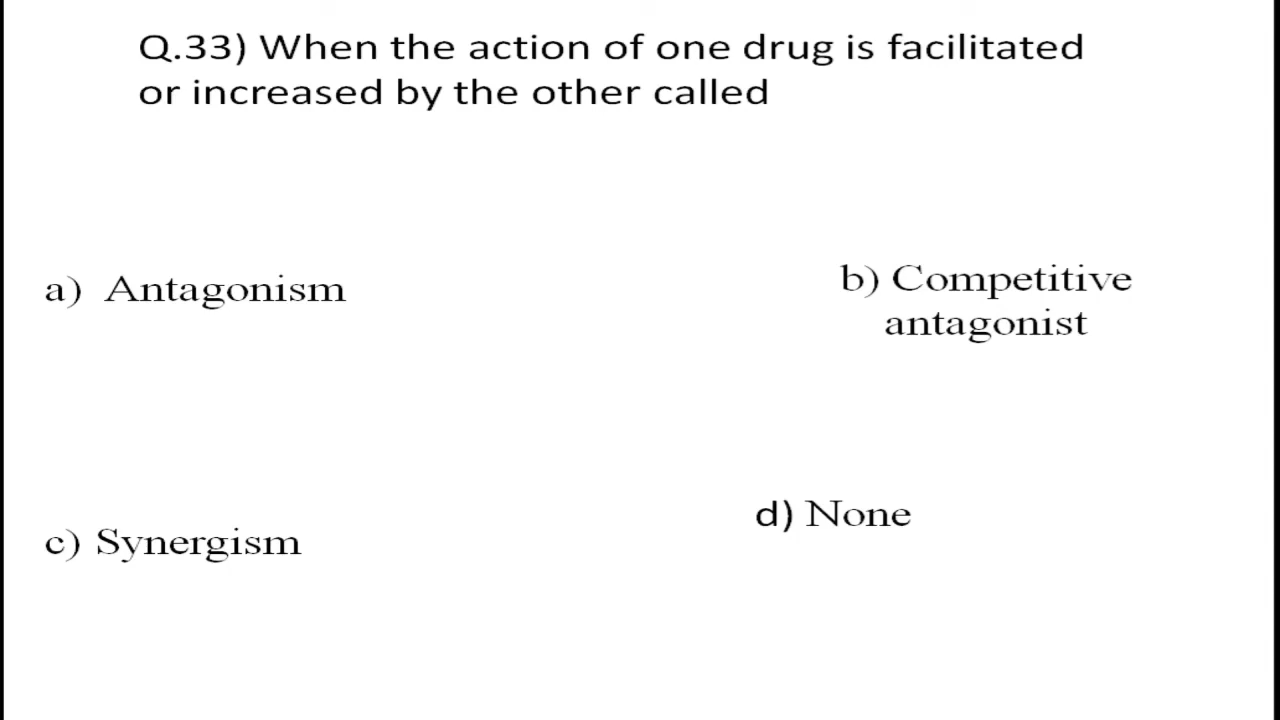 Q.33) When the action of one drug is facilitated
or increased by the other called
a) Antagonism
b) Competitive
antagonist
c) Synergism
d) None